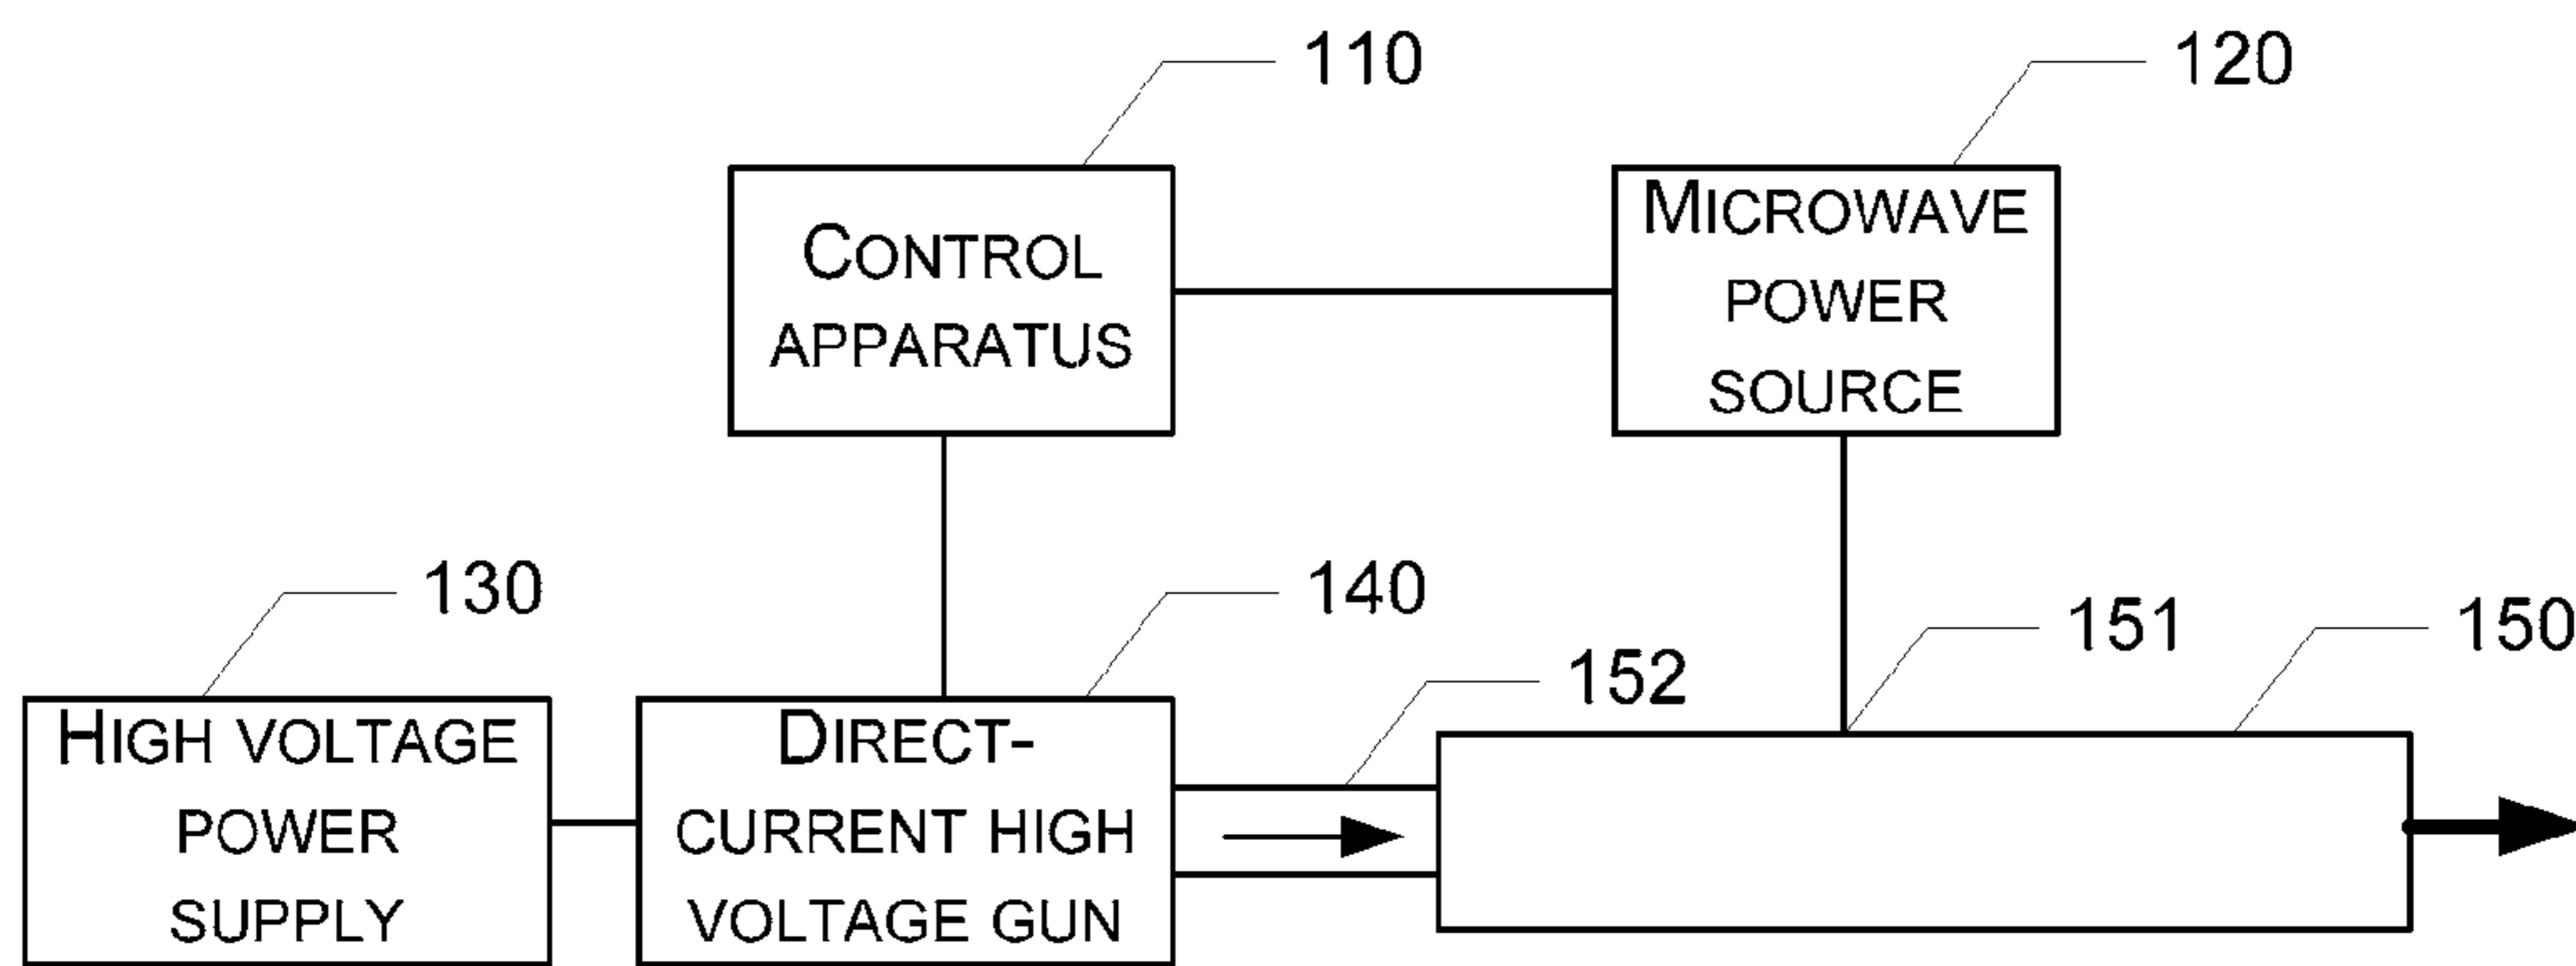 110
120
CONTROL
APPARATUS
MICROWAVE
POWER
SOURCE
130
140
152
151
150
HIGH VOLTAGE
POWER
SUPPLY
DIRECT-
CURRENT HIGH
VOLTAGE GUN